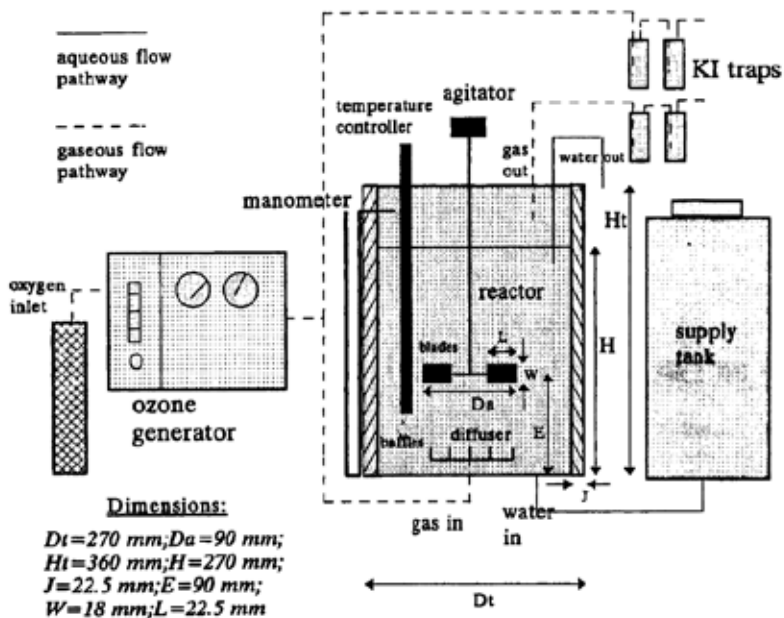 aqueous flow
pathway
gaseous flow
pathway
KI traps
agitator
temperature
controller
gas
out
water out
manometer
Ht
oxygen
inlet
reactor
supply
tank
L
H
blades
W
Da
E
ozone
generator
baffles
diffuser
J
gas in
water
in
Dimensions:
Dt=270 mm;Da=90 mm;
Ht=360 mm;H=270 mm;
J=22.5 mm;E=90 mm;
W=18 mm;L=22.5 mm
Dt